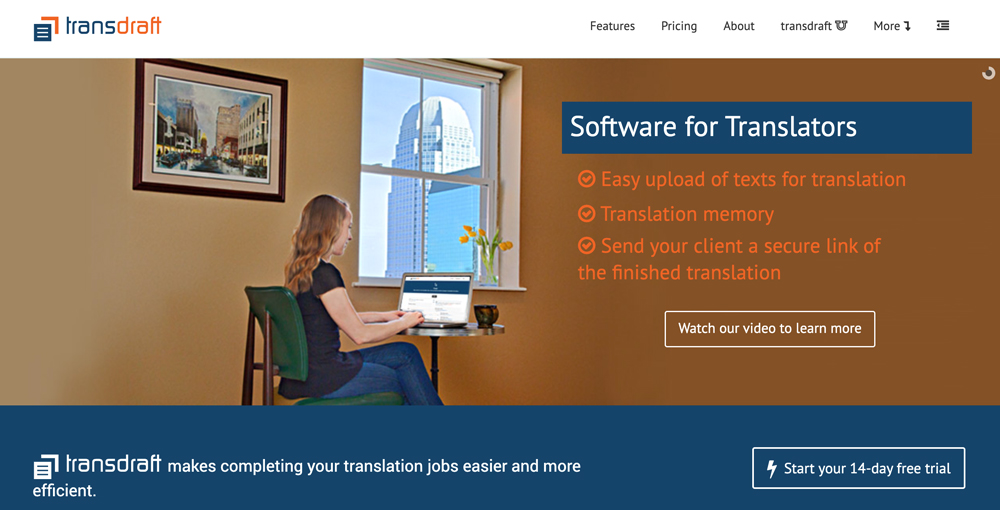 transdraft
Features
Pricing
About
transdraft
More
Software for Translators
Easy upload of texts for translation
Translation memory
Send your client a secure link of
the finished translation
Watch our video to learn more
transdraft makes completing your translation jobs easier and more
efficient.
Start your 14-day free trial